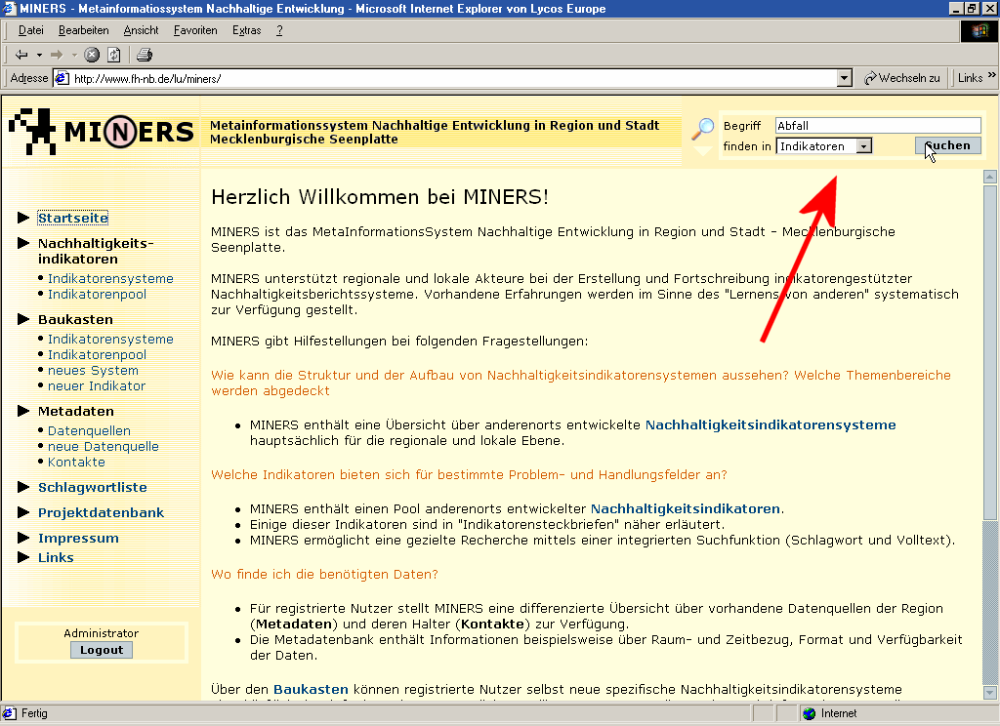 MINERS - Metainformatiossystem Nachhaltige Entwicklung - Microsoft Internet Explorer von Lycos Europe
Datei Bearbeiten Ansicht Favoriten Extras ?
Adresse http://www.fh-nb.de/lu/miners/ Wechseln zu Links »
MINERS
Metainformationssystem Nachhaltige Entwicklung in Region und Stadt
Mecklenburgische Seenplatte
Begriff Abfall
finden in Indikatoren Suchen
Startseite
Nachhaltigkeits-
indikatoren
Indikatorensysteme
Indikatorenpool
Baukasten
Indikatorensysteme
Indikatorenpool
neues System
neuer Indikator
Metadaten
Datenquellen
neue Datenquelle
Kontakte
Schlagwortliste
Projektdatenbank
Impressum
Links
Administrator
Logout
Herzlich Willkommen bei MINERS!
MINERS ist das MetaInformationsSystem Nachhaltige Entwicklung in Region und Stadt - Mecklenburgische
Seenplatte.
MINERS unterstützt regionale und lokale Akteure bei der Erstellung und Fortschreibung indikatorengestützter
Nachhaltigkeitsberichtssysteme. Vorhandene Erfahrungen werden im Sinne des "Lernens von anderen" systematisch
zur Verfügung gestellt.
MINERS gibt Hilfestellungen bei folgenden Fragestellungen:
Wie kann die Struktur und der Aufbau von Nachhaltigkeitsindikatorensystemen aussehen? Welche Themenbereiche
werden abgedeckt
MINERS enthält eine Übersicht über anderenorts entwickelte Nachhaltigkeitsindikatorensysteme
hauptsächlich für die regionale und lokale Ebene.
Welche Indikatoren bieten sich für bestimmte Problem- und Handlungsfelder an?
MINERS enthält einen Pool anderenorts entwickelter Nachhaltigkeitsindikatoren.
Einige dieser Indikatoren sind in "Indikatorensteckbriefen" näher erläutert.
MINERS ermöglicht eine gezielte Recherche mittels einer integrierten Suchfunktion (Schlagwort und Volltext).
Wo finde ich die benötigten Daten?
Für registrierte Nutzer stellt MINERS eine differenzierte Übersicht über vorhandene Datenquellen der Region
(Metadaten) und deren Halter (Kontakte) zur Verfügung.
Die Metadatenbank enthält Informationen beispielsweise über Raum- und Zeitbezug, Format und Verfügbarkeit
der Daten.
Über den Baukasten können registrierte Nutzer selbst neue spezifische Nachhaltigkeitsindikatorensysteme
Fertig Internet